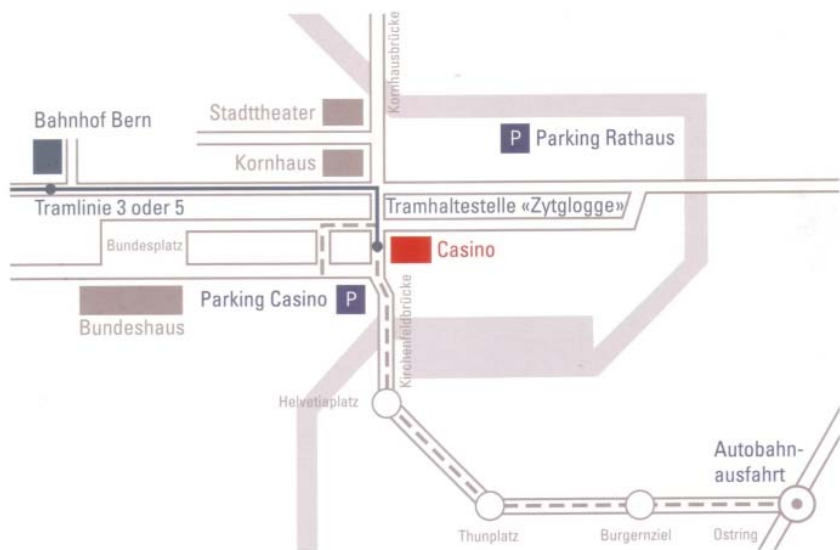 Kornhausbrücke
Stadttheater
Bahnhof Bern
P Parking Rathaus
Kornhaus
Tramlinie 3 oder 5
Tramhaltestelle «Zytglogge»
Bundesplatz
Casino
Parking Casino P
Bundeshaus
Kirchenfeldbrücke
Helvetiaplatz
Autobahn-
ausfahrt
Thunplatz
Burgernziel
Ostring